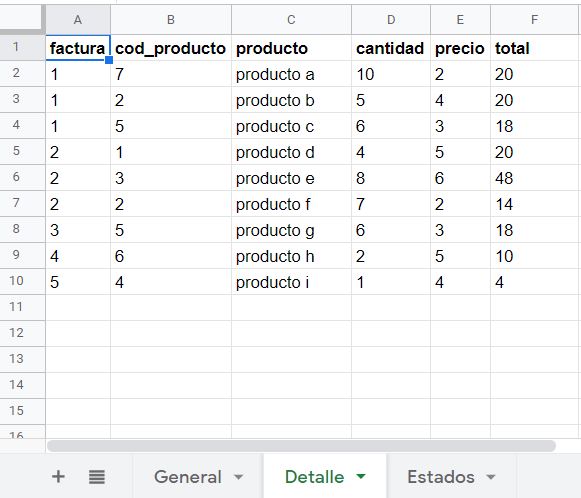 A B C D E F
1 factura cod_producto producto cantidad precio total
2 1 7 producto a 10 2 20
3 1 2 producto b 5 4 20
4 1 5 producto c 6 3 18
5 2 1 producto d 4 5 20
6 2 3 producto e 8 6 48
7 2 2 producto f 7 2 14
8 3 5 producto g 6 3 18
9 4 6 producto h 2 5 10
10 5 4 producto i 1 4 4
11
12
13
14
15
16
+ General Detalle Estados